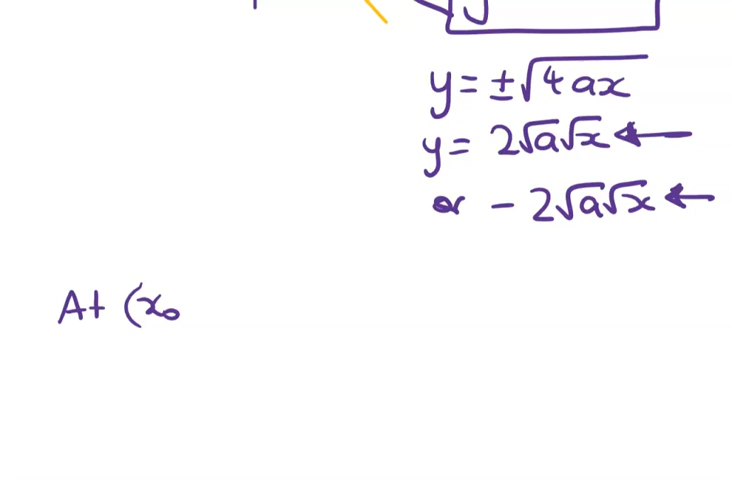 y = ±√4ax
y = 2√a√x ←
or - 2√a√x ←
At (x₀